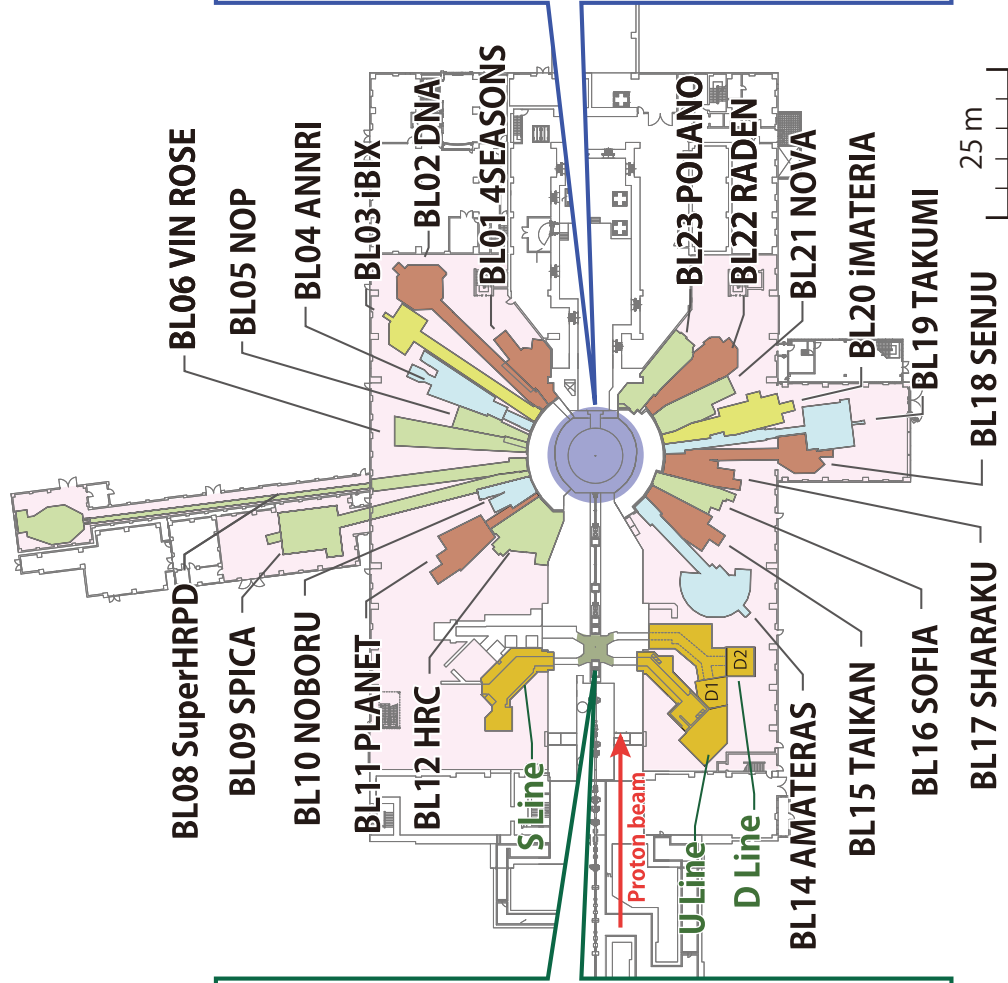 BL08 SuperHRPD
BL09 SPICA
BL10 NOBORU
BL11 PLANET
BL12 HRC
S Line
Proton beam
U Line
D Line
BL14 AMATERAS
BL15 TAIKAN
BL16 SOFIA
BL17 SHARAKU
D1
D2
BL06 VIN ROSE
BL05 NOP
BL04 ANNRI
BL03 iBIX
BL02 DNA
BL01 4SEASONS
BL23 POLANO
BL22 RADEN
BL21 NOVA
BL20 iMATERIA
BL19 TAKUMI
BL18 SENJU
25 m